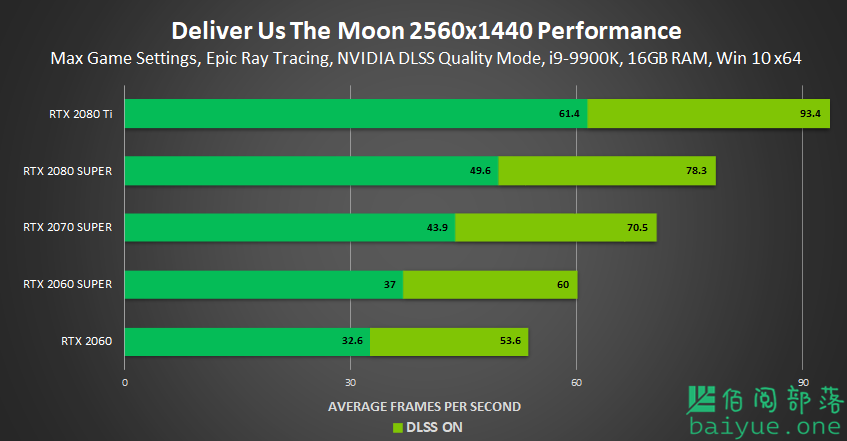 Deliver Us The Moon 2560x1440 Performance
Max Game Settings, Epic Ray Tracing, NVIDIA DLSS Quality Mode, i9-9900K, 16GB RAM, Win 10 x64
RTX 2080 Ti 61.4 93.4
RTX 2080 SUPER 49.6 78.3
RTX 2070 SUPER 43.9 70.5
RTX 2060 SUPER 37 60
RTX 2060 32.6 53.6
0 30 60 90
AVERAGE FRAMES PER SECOND
DLSS ON
佰阅部落
baiyue.one